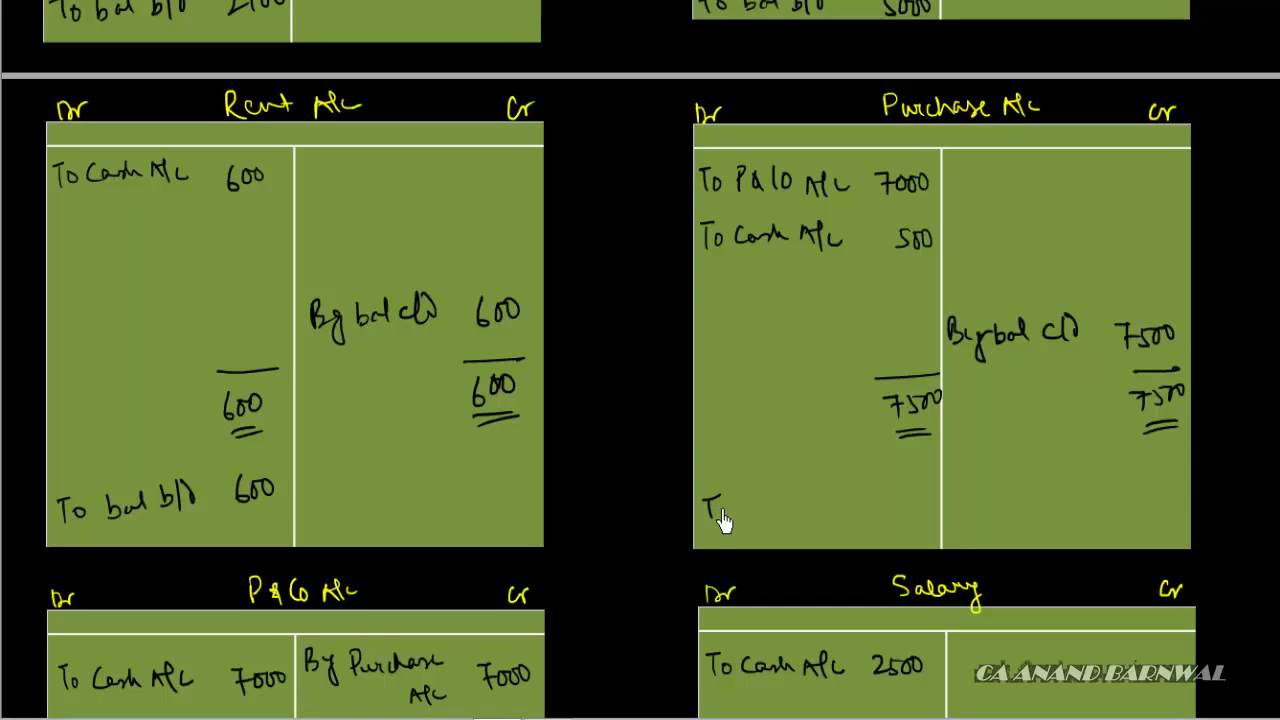 To bal b/d 2400
To bal b/d 5000
Dr Rent A/c Cr
To Cash A/c 600
By bal c/d 600
600 600
To bal b/d 600
Dr Purchase A/c Cr
To P&Co A/c 7000
To Cash A/c 500
By bal c/d 7500
7500 7500
T
Dr P&Co A/c Cr
To Cash A/c 7000 By Purchase A/c 7000
Dr Salary Cr
To Cash A/c 2500
CA ANAND BARNWAL